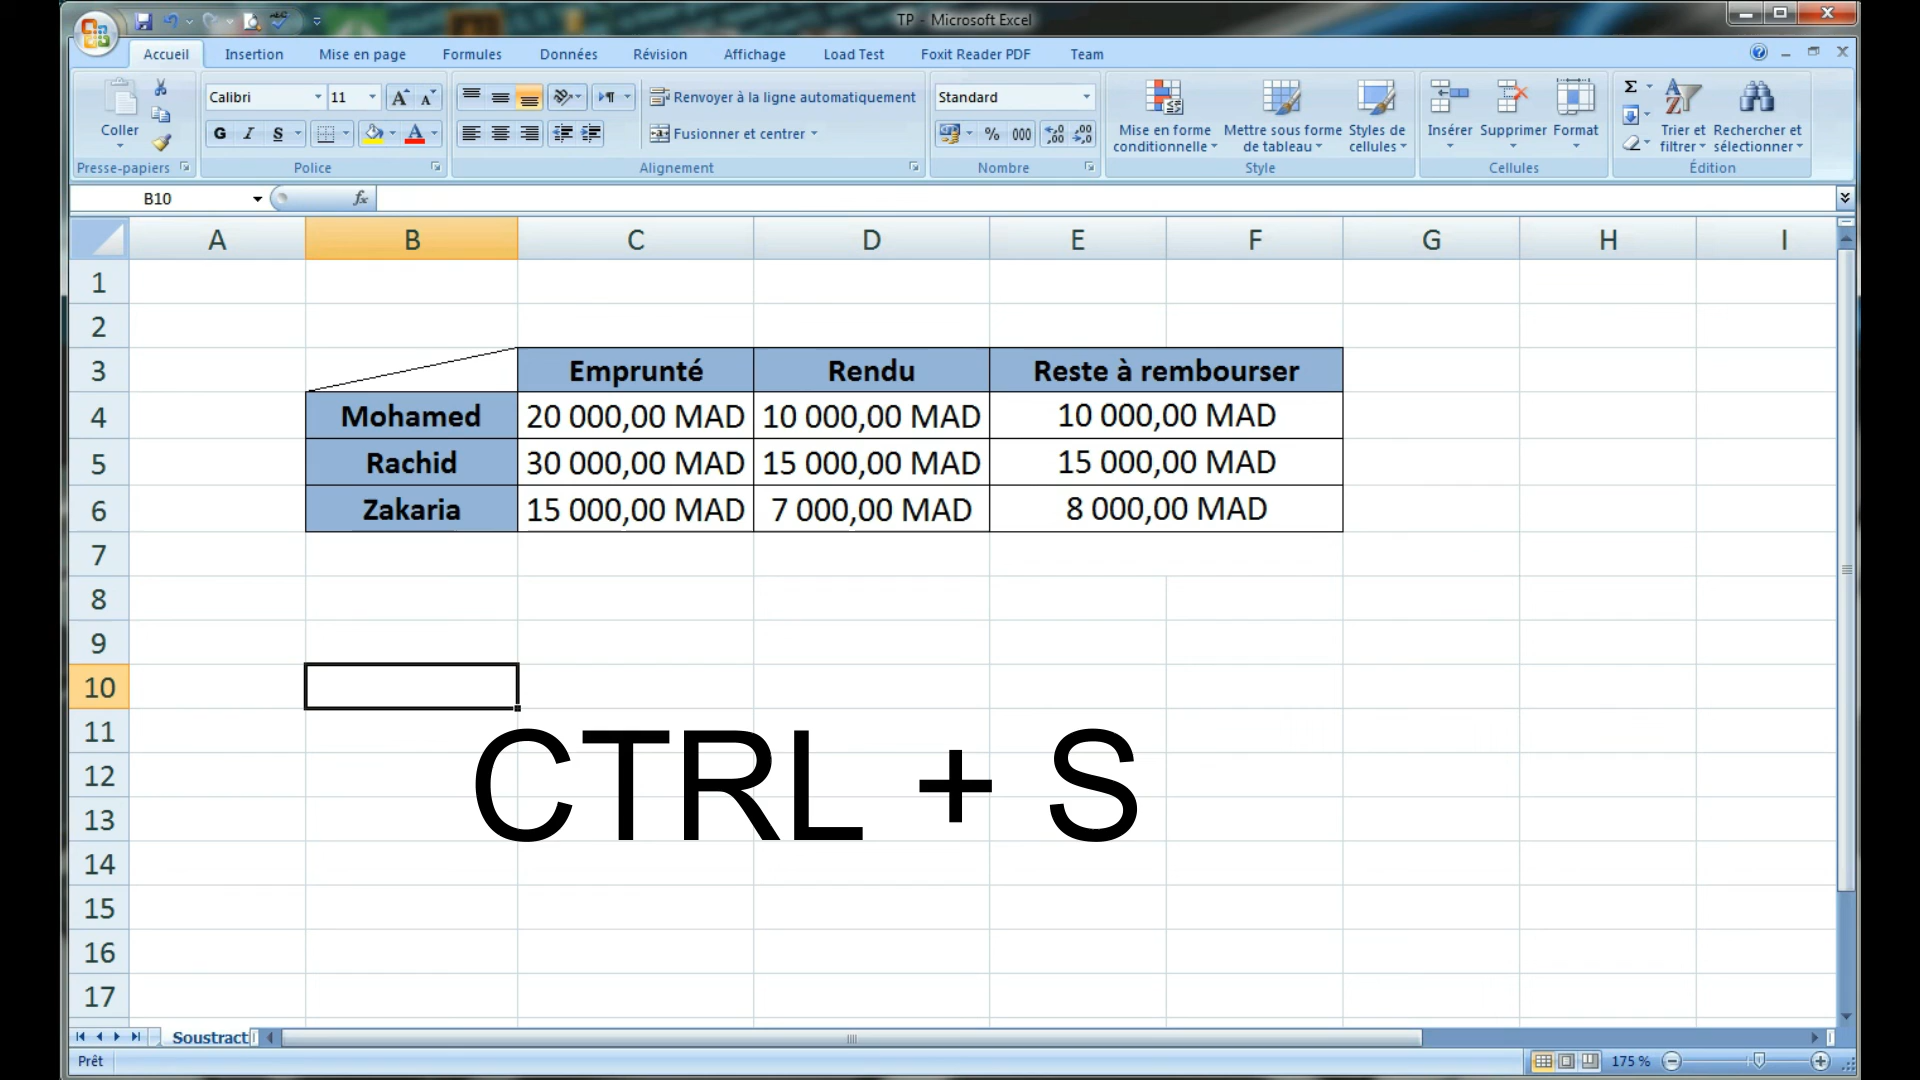 TP - Microsoft Excel
Accueil Insertion Mise en page Formules Données Révision Affichage Load Test Foxit Reader PDF Team
Coller
Presse-papiers
Calibri 11
G I S
Police
Renvoyer à la ligne automatiquement
Fusionner et centrer
Alignement
Standard
% 000
Nombre
Mise en forme conditionnelle
Mettre sous forme de tableau
Styles de cellules
Style
Insérer Supprimer Format
Cellules
Σ
Trier et filtrer
Rechercher et sélectionner
Édition
B10 fx
A B C D E F G H I
1
2
3 Emprunté Rendu Reste à rembourser
4 Mohamed 20 000,00 MAD 10 000,00 MAD 10 000,00 MAD
5 Rachid 30 000,00 MAD 15 000,00 MAD 15 000,00 MAD
6 Zakaria 15 000,00 MAD 7 000,00 MAD 8 000,00 MAD
7
8
9
10
11
CTRL + S
12
13
14
15
16
17
Soustract
Prêt 175 %